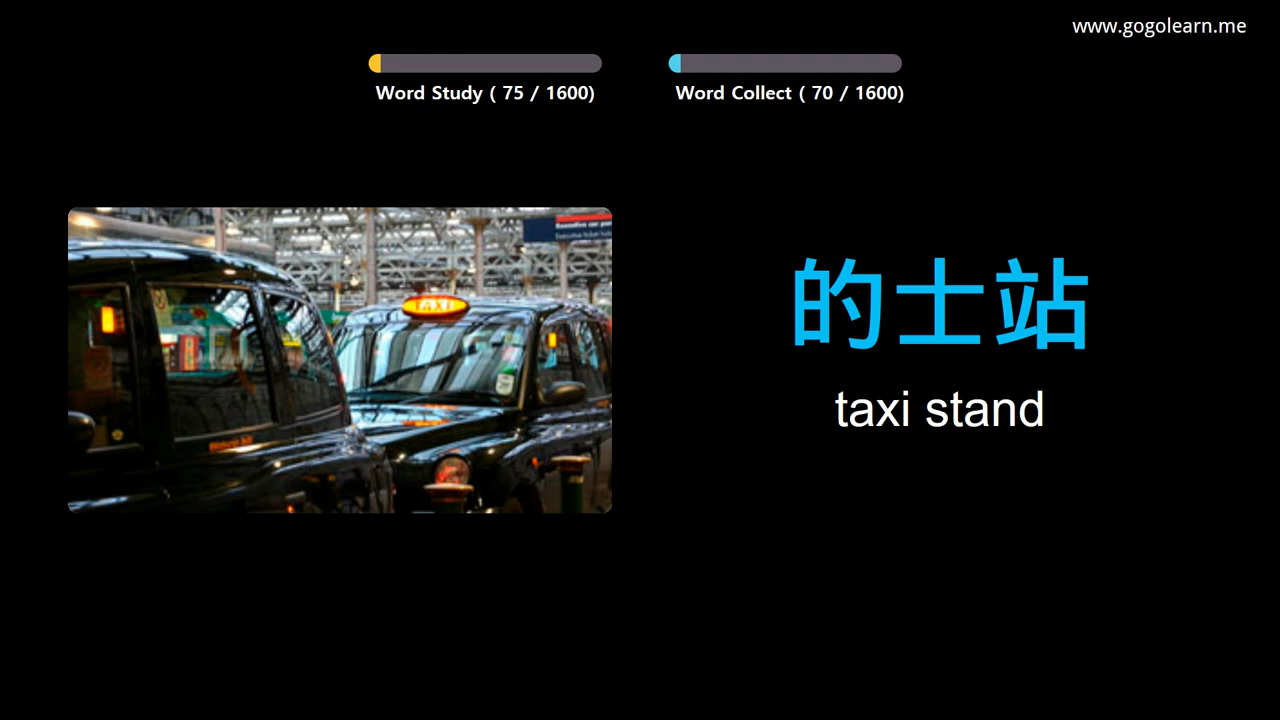 www.gogolearn.me
Word Study ( 75 / 1600)
Word Collect ( 70 / 1600)
TAXI
的士站
taxi stand